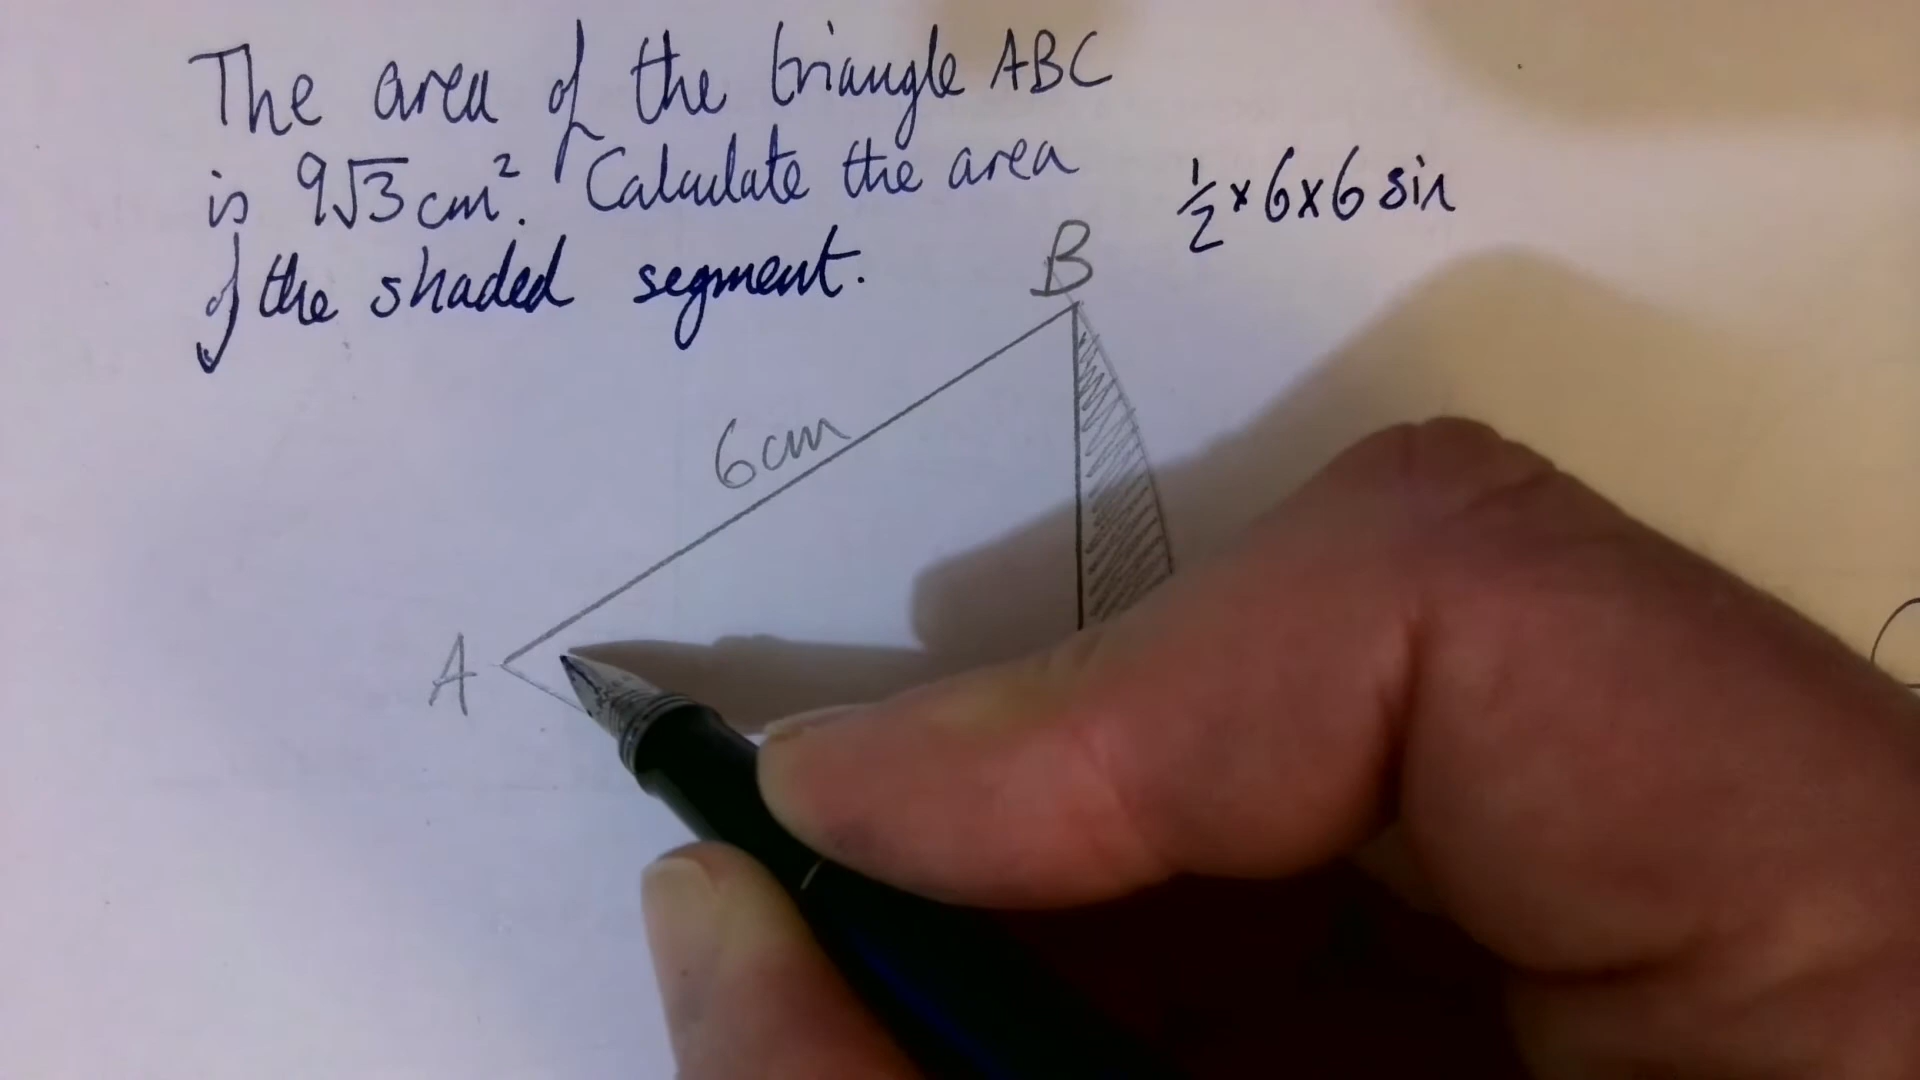 The area of the triangle ABC
is 9√3 cm². Calculate the area
of the shaded segment.
½ × 6 × 6 sin
B
6cm
A